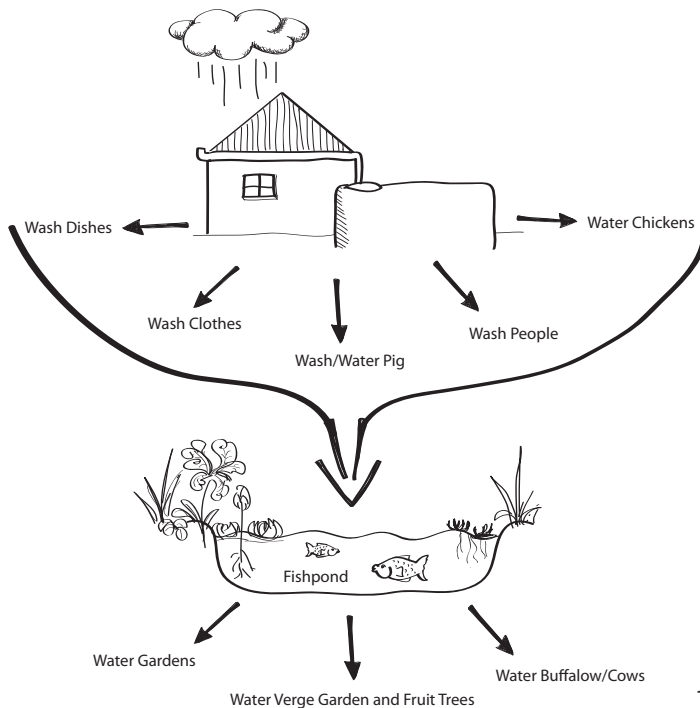 Wash Dishes
Water Chickens
Wash Clothes
Wash People
Wash/Water Pig
Fishpond
Water Gardens
Water Buffalow/Cows
Water Verge Garden and Fruit Trees